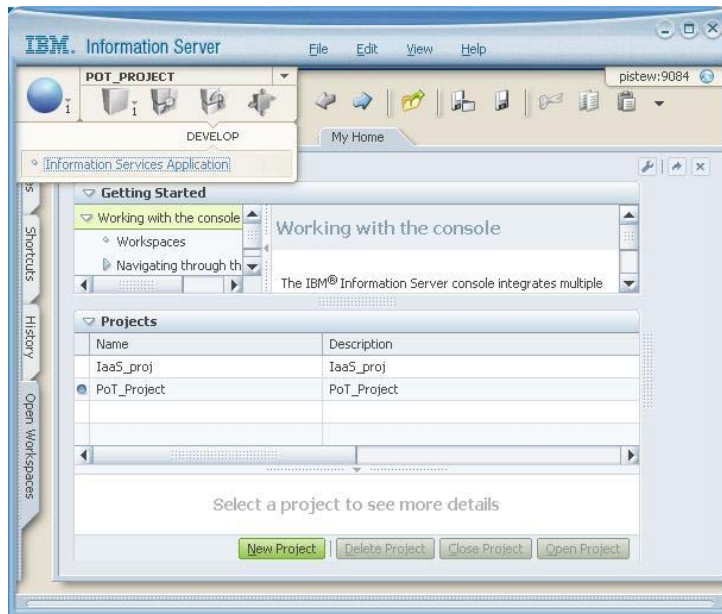 IBM. Information Server
File Edit View Help
POT_PROJECT
pistew:9084
DEVELOP
My Home
Information Services Application
Getting Started
Working with the console
Workspaces
Navigating through th
Working with the console
The IBM® Information Server console integrates multiple
Shortcuts
History
Open Workspaces
Projects
Name Description
IaaS_proj IaaS_proj
PoT_Project PoT_Project
Select a project to see more details
New Project Delete Project Close Project Open Project